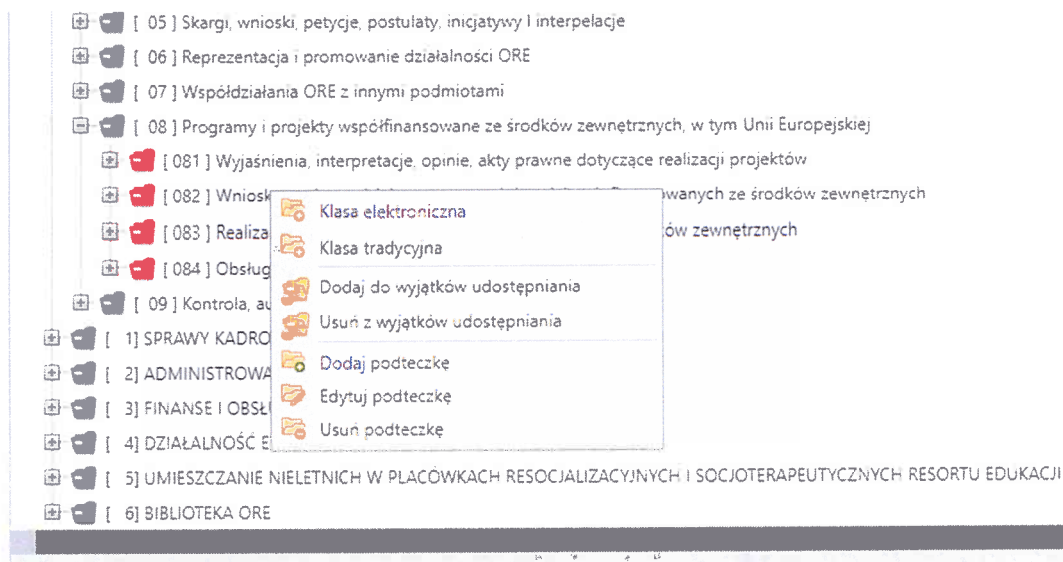 [ 05 ] Skargi, wnioski, petycje, postulaty, inicjatywy I interpelacje
[ 06 ] Reprezentacja i promowanie działalności ORE
[ 07 ] Współdziałania ORE z innymi podmiotami
[ 08 ] Programy i projekty współfinansowane ze środków zewnętrznych, w tym Unii Europejskiej
[ 081 ] Wyjaśnienia, interpretacje, opinie, akty prawne dotyczące realizacji projektów
[ 082 ] Wniosk wanych ze środków zewnętrznych
Klasa elektroniczna
[ 083 ] Realiza ów zewnętrznych
Klasa tradycyjna
[ 084 ] Obsług
Dodaj do wyjątków udostępniania
[ 09 ] Kontrola, au
Usuń z wyjątków udostępniania
[ 1] SPRAWY KADRO
Dodaj podteczkę
[ 2] ADMINISTROWA
Edytuj podteczkę
[ 3] FINANSE I OBSŁ
Usuń podteczkę
[ 4] DZIAŁALNOŚĆ E
[ 5] UMIESZCZANIE NIELETNICH W PLACÓWKACH RESOCJALIZACYJNYCH I SOCJOTERAPEUTYCZNYCH RESORTU EDUKACJI
[ 6] BIBLIOTEKA ORE